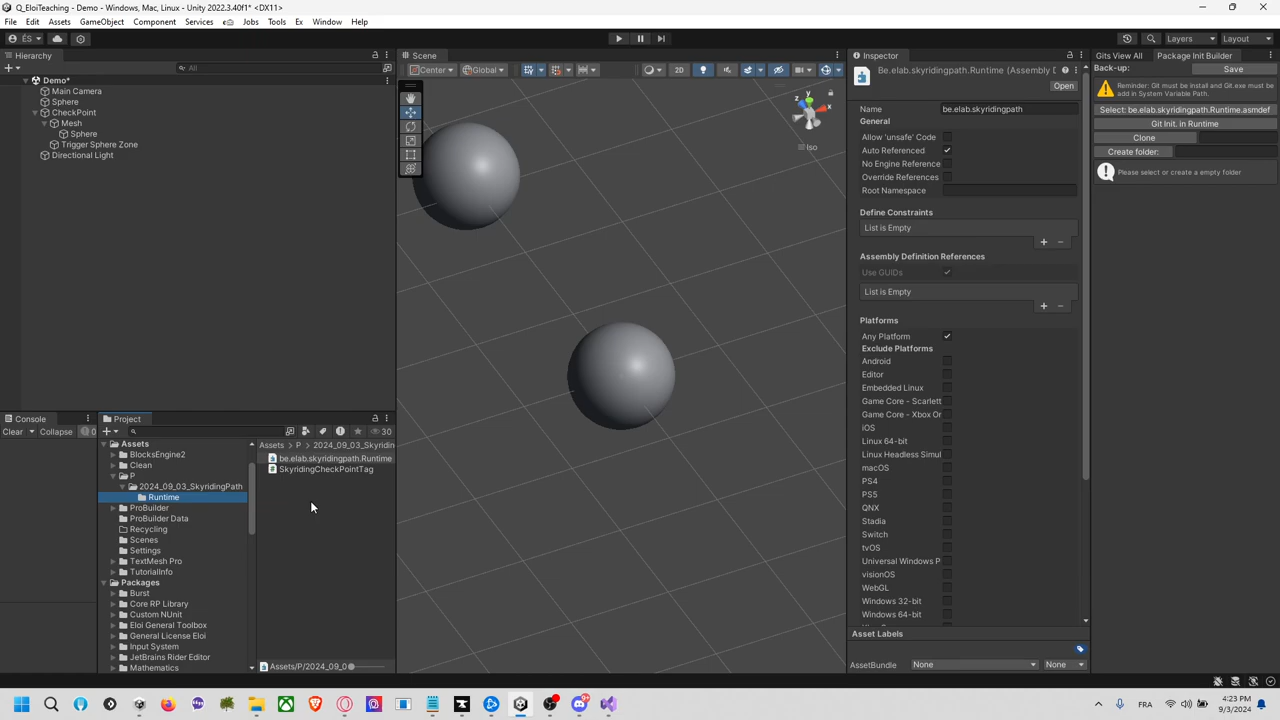 Q_EloiTeaching - Demo - Windows, Mac, Linux - Unity 2022.3.40f1* <DX11>
File Edit Assets GameObject Component Services Jobs Tools Ex Window Help
ÉS
Layers Layout
Hierarchy
All
Demo*
Main Camera
Sphere
CheckPoint
Mesh
Sphere
Trigger Sphere Zone
Directional Light
Scene
Center Global 2D
z x
Iso
Inspector
Be.elab.skyridingpath.Runtime (Assembly D
Open
Name be.elab.skyridingpath
General
Allow 'unsafe' Code
Auto Referenced
No Engine Reference
Override References
Root Namespace
Define Constraints
List is Empty
Assembly Definition References
Use GUIDs
List is Empty
Platforms
Any Platform
Exclude Platforms
Android
Editor
Embedded Linux
Game Core - Scarlett
Game Core - Xbox On
iOS
Linux 64-bit
Linux Headless Simul
macOS
PS4
PS5
QNX
Stadia
Switch
tvOS
Universal Windows P
visionOS
WebGL
Windows 32-bit
Windows 64-bit
Asset Labels
AssetBundle None None
Gits View All Package Init Builder
Back-up: Save
Reminder: Git must be install and Git.exe must be
add in System Variable Path.
Select: be.elab.skyridingpath.Runtime.asmdef
Git Init. in Runtime
Clone
Create folder:
Please select or create a empty folder
Console
Clear Collapse 0
Project
30
Assets
BlocksEngine2
Clean
P
2024_09_03_SkyridingPath
Runtime
ProBuilder
ProBuilder Data
Recycling
Scenes
Settings
TextMesh Pro
TutorialInfo
Packages
Burst
Core RP Library
Custom NUnit
Eloi General Toolbox
General License Eloi
Input System
JetBrains Rider Editor
Mathematics
Assets > P > 2024_09_03_Skyridin
be.elab.skyridingpath.Runtime
SkyridingCheckPointTag
Assets/P/2024_09_0
FRA
4:23 PM
9/3/2024